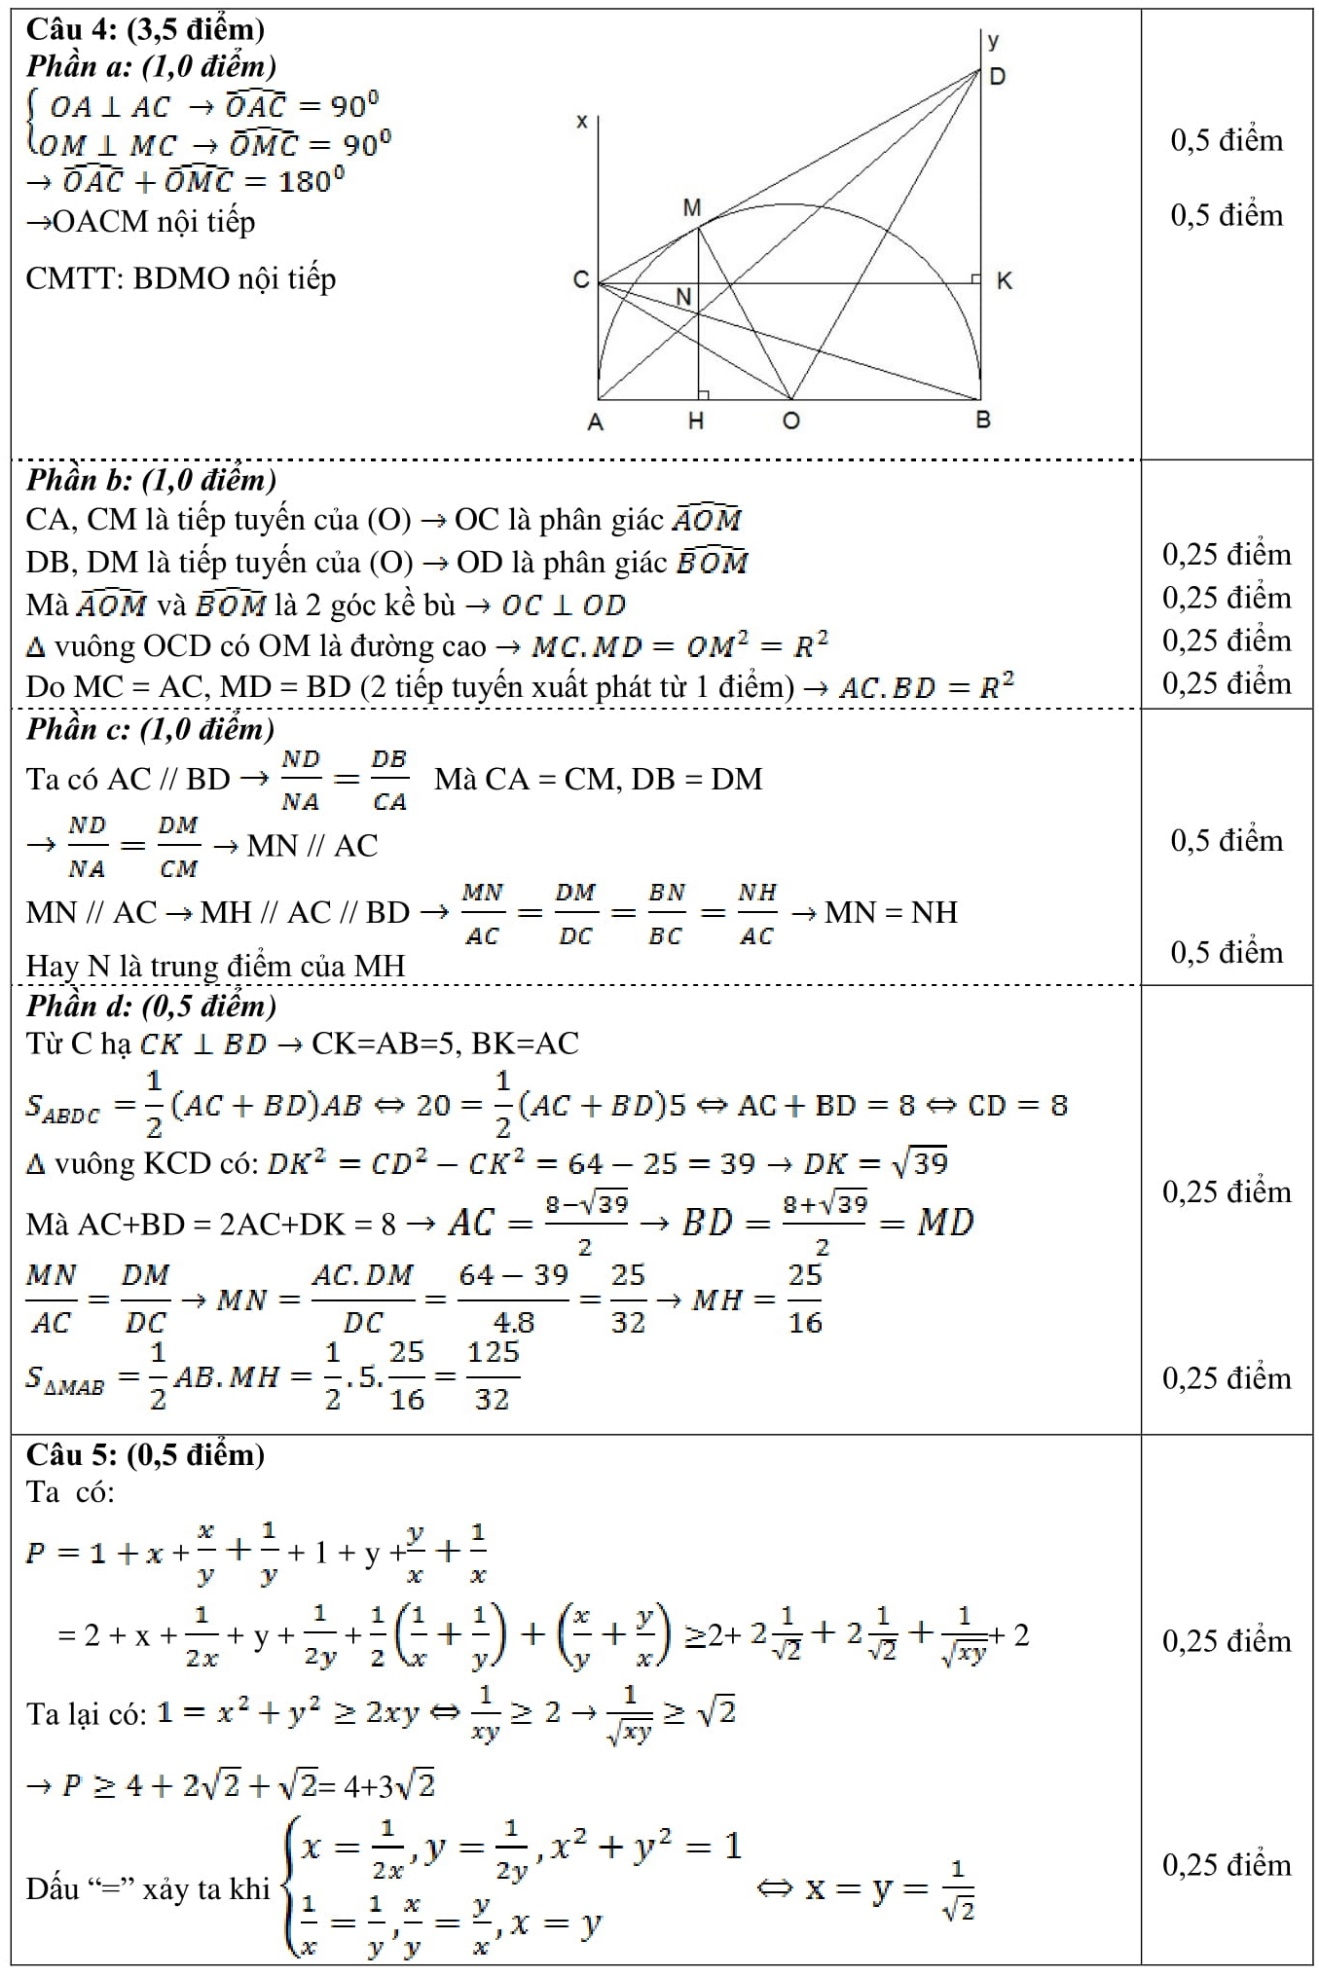 Câu 4: (3,5 điểm)
Phần a: (1,0 điểm)
{ OA ⊥ AC → \widehat{OAC} = 90⁰
OM ⊥ MC → \widehat{OMC} = 90⁰
→ \widehat{OAC} + \widehat{OMC} = 180⁰
→OACM nội tiếp
CMTT: BDMO nội tiếp
x
y
D
M
C
N
K
A
H
O
B
0,5 điểm
0,5 điểm
Phần b: (1,0 điểm)
CA, CM là tiếp tuyến của (O) → OC là phân giác \widehat{AOM}
DB, DM là tiếp tuyến của (O) → OD là phân giác \widehat{BOM}
Mà \widehat{AOM} và \widehat{BOM} là 2 góc kề bù → OC ⊥ OD
Δ vuông OCD có OM là đường cao → MC.MD = OM² = R²
Do MC = AC, MD = BD (2 tiếp tuyến xuất phát từ 1 điểm) → AC.BD = R²
0,25 điểm
0,25 điểm
0,25 điểm
0,25 điểm
Phần c: (1,0 điểm)
Ta có AC // BD → ND/NA = DB/CA Mà CA = CM, DB = DM
→ ND/NA = DM/CM → MN // AC
MN // AC → MH // AC // BD → MN/AC = DM/DC = BN/BC = NH/AC → MN = NH
Hay N là trung điểm của MH
0,5 điểm
0,5 điểm
Phần d: (0,5 điểm)
Từ C hạ CK ⊥ BD → CK=AB=5, BK=AC
S_{ABDC} = 1/2 (AC + BD)AB ⇔ 20 = 1/2 (AC + BD)5 ⇔ AC + BD = 8 ⇔ CD = 8
Δ vuông KCD có: DK² = CD² − CK² = 64 − 25 = 39 → DK = √39
Mà AC+BD = 2AC+DK = 8 → AC = (8−√39)/2 → BD = (8+√39)/2 = MD
MN/AC = DM/DC → MN = AC.DM/DC = (64 − 39)/4.8 = 25/32 → MH = 25/16
S_{ΔMAB} = 1/2 AB.MH = 1/2 .5. 25/16 = 125/32
0,25 điểm
0,25 điểm
Câu 5: (0,5 điểm)
Ta có:
P = 1 + x + x/y + 1/y + 1 + y + y/x + 1/x
= 2 + x + 1/2x + y + 1/2y + 1/2 (1/x + 1/y) + (x/y + y/x) ≥2+ 2 1/√2 + 2 1/√2 + 1/√xy + 2
Ta lại có: 1 = x² + y² ≥ 2xy ⇔ 1/xy ≥ 2 → 1/√xy ≥ √2
→ P ≥ 4 + 2√2 + √2= 4+3√2
Dấu “=” xảy ta khi { x = 1/2x, y = 1/2y, x² + y² = 1
1/x = 1/y, x/y = y/x, x = y ⇔ x = y = 1/√2
0,25 điểm
0,25 điểm